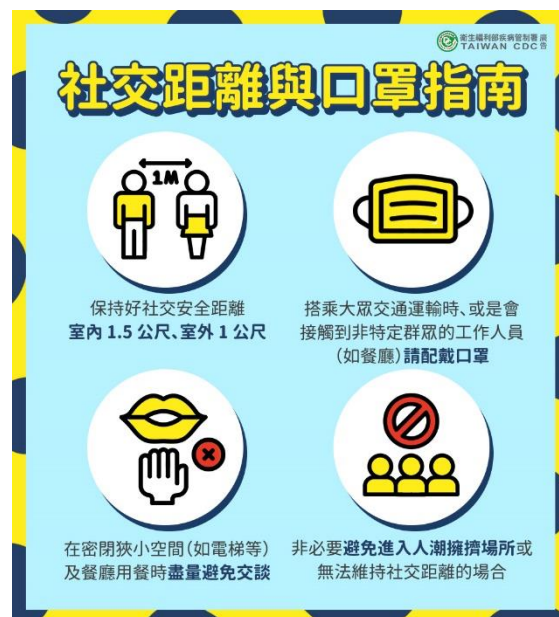 衛生福利部疾病管制署 廣告
TAIWAN CDC
社交距離與口罩指南
1M
保持好社交安全距離
室內 1.5 公尺、室外 1 公尺
搭乘大眾交通運輸時、或是會
接觸到非特定群眾的工作人員
(如餐廳)請配戴口罩
在密閉狹小空間(如電梯等)
及餐廳用餐時盡量避免交談
非必要避免進入人潮擁擠場所或
無法維持社交距離的場合